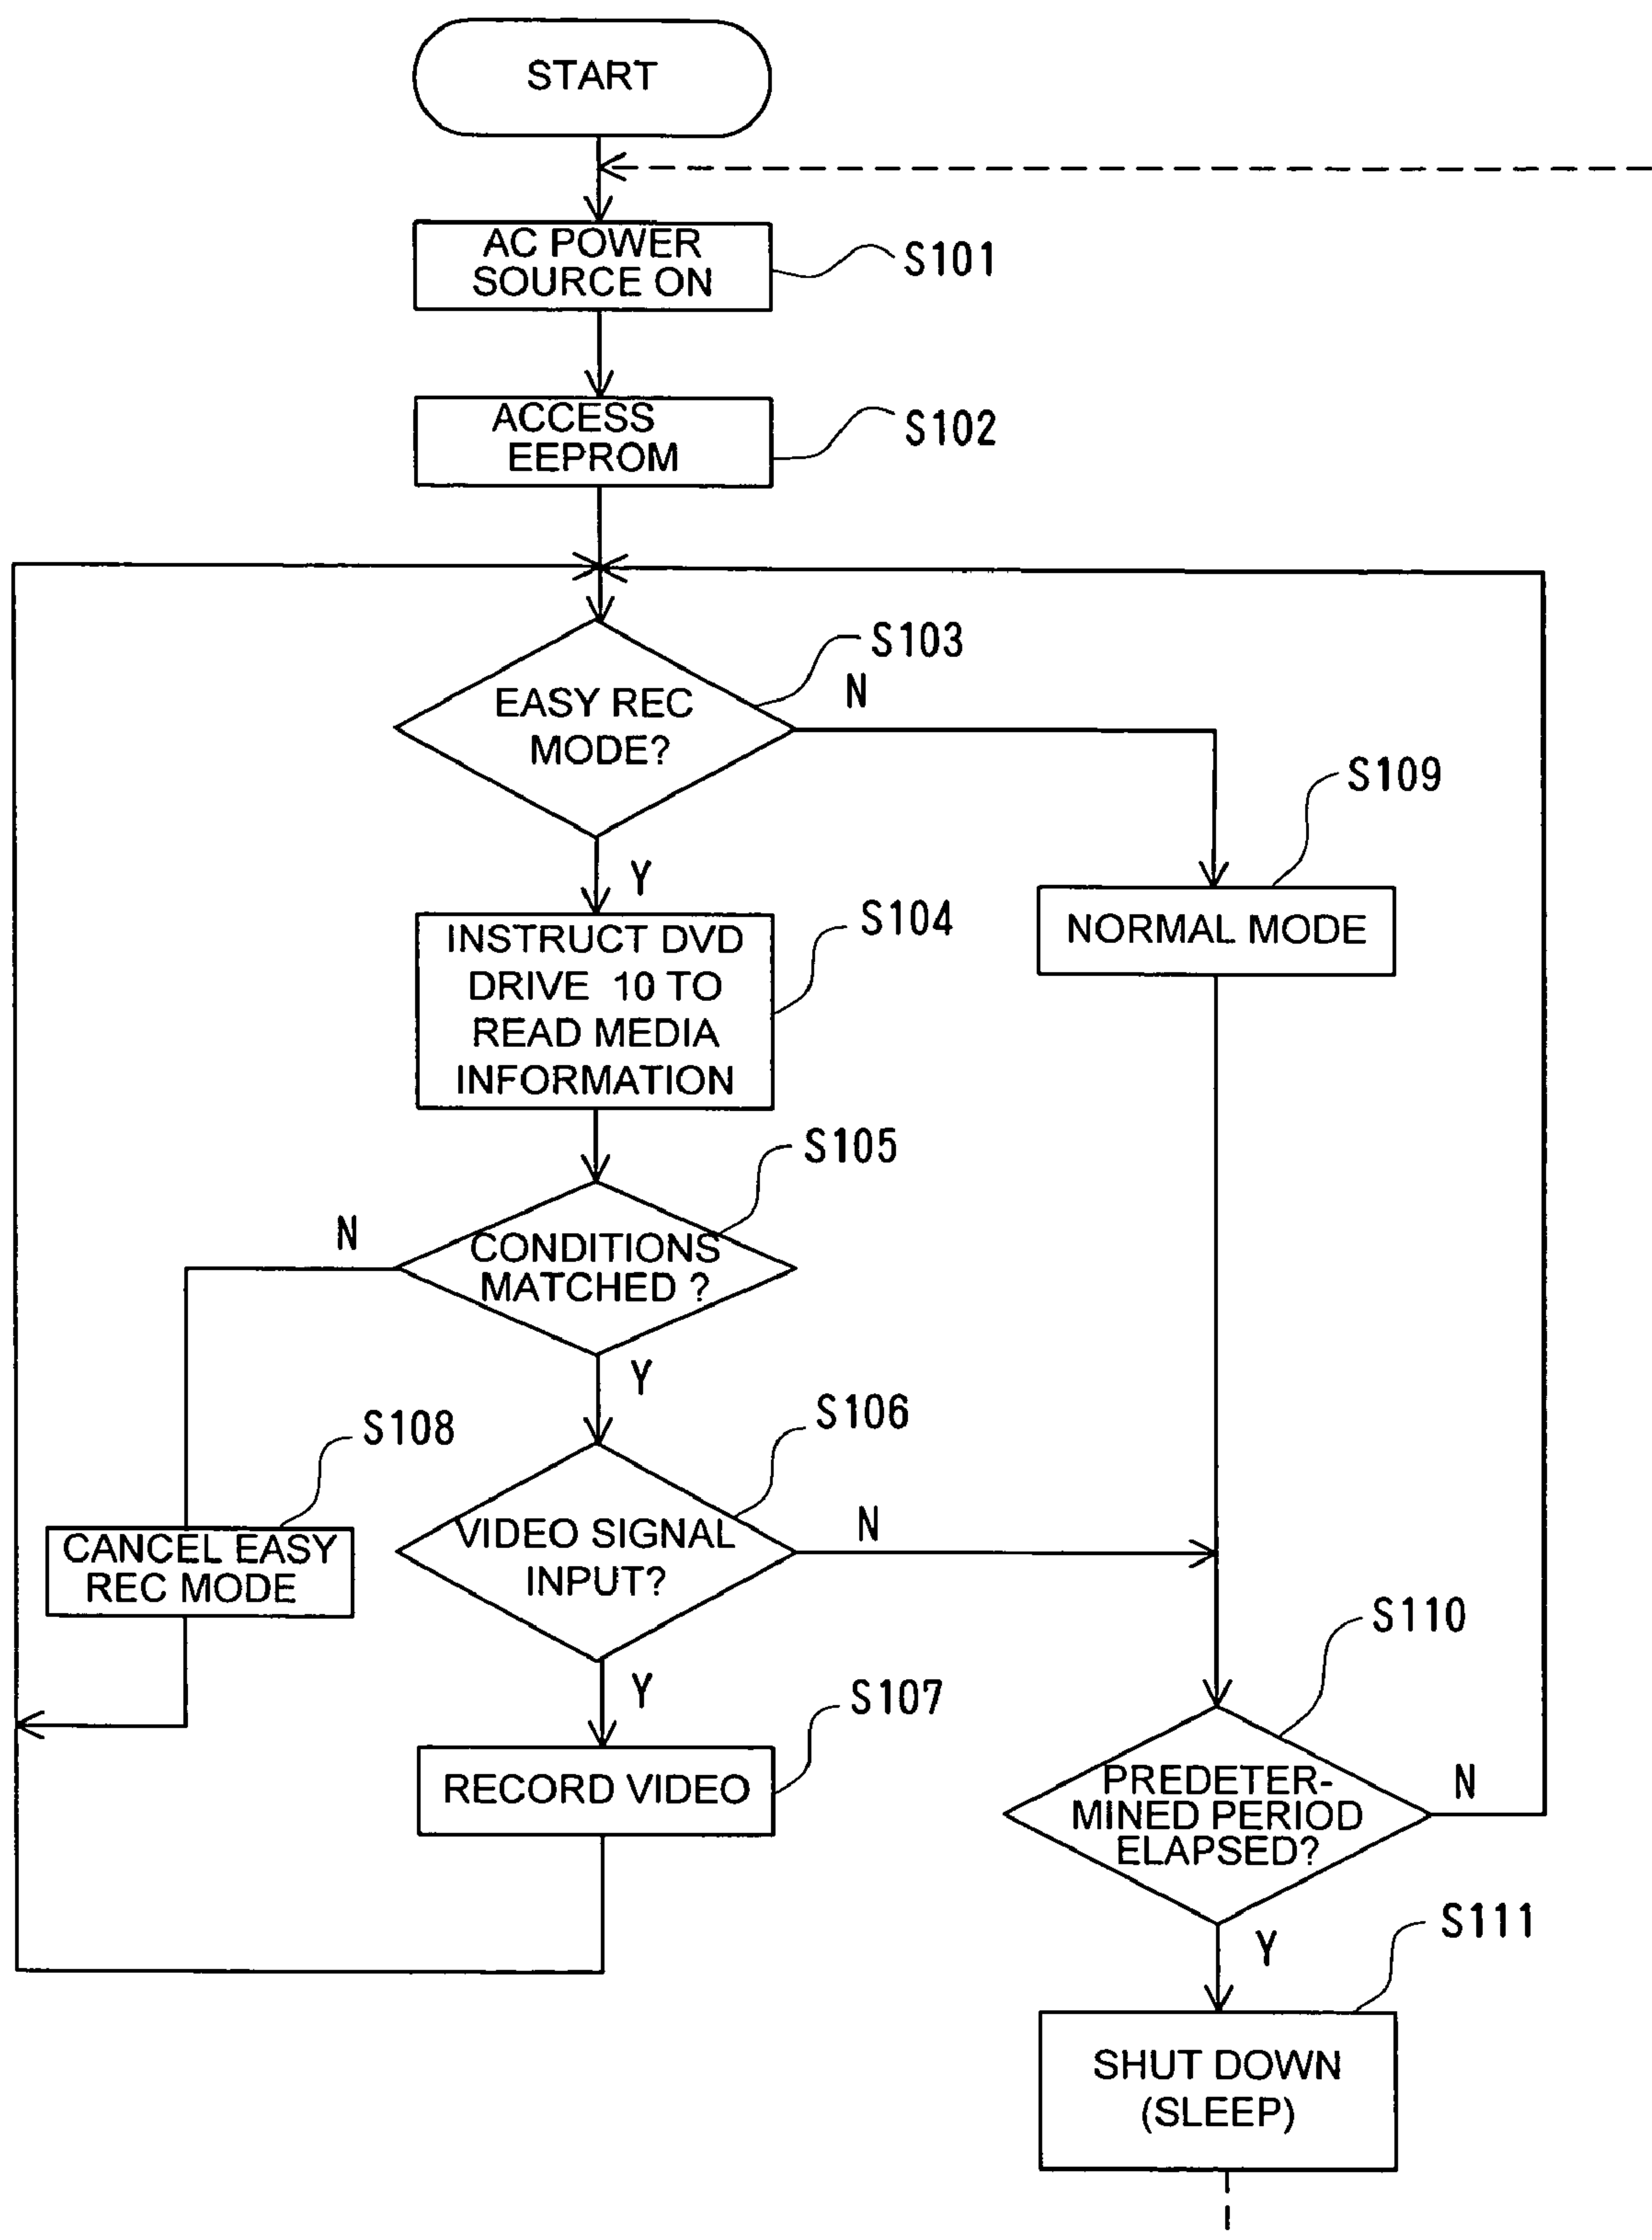 START
AC POWER
SOURCE ON
S101
ACCESS
EEPROM
S102
EASY REC
MODE?
S103
N
Y
S109
NORMAL MODE
INSTRUCT DVD
DRIVE 10 TO
READ MEDIA
INFORMATION
S104
CONDITIONS
MATCHED ?
S105
N
Y
S108
CANCEL EASY
REC MODE
VIDEO SIGNAL
INPUT?
S106
N
Y
S107
RECORD VIDEO
S110
PREDETER-
MINED PERIOD
ELAPSED?
N
Y
S111
SHUT DOWN
(SLEEP)